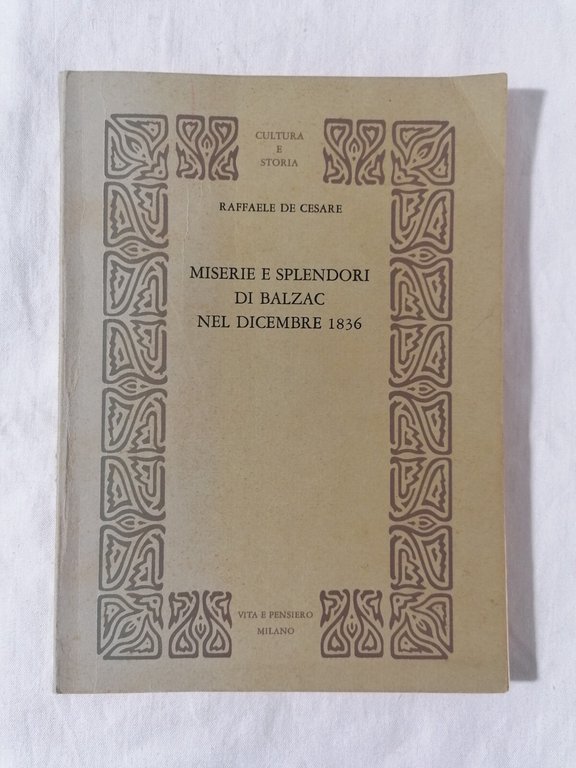 CULTURA
E
STORIA
RAFFAELE DE CESARE
MISERIE E SPLENDORI
DI BALZAC
NEL DICEMBRE 1836
VITA E PENSIERO
MILANO